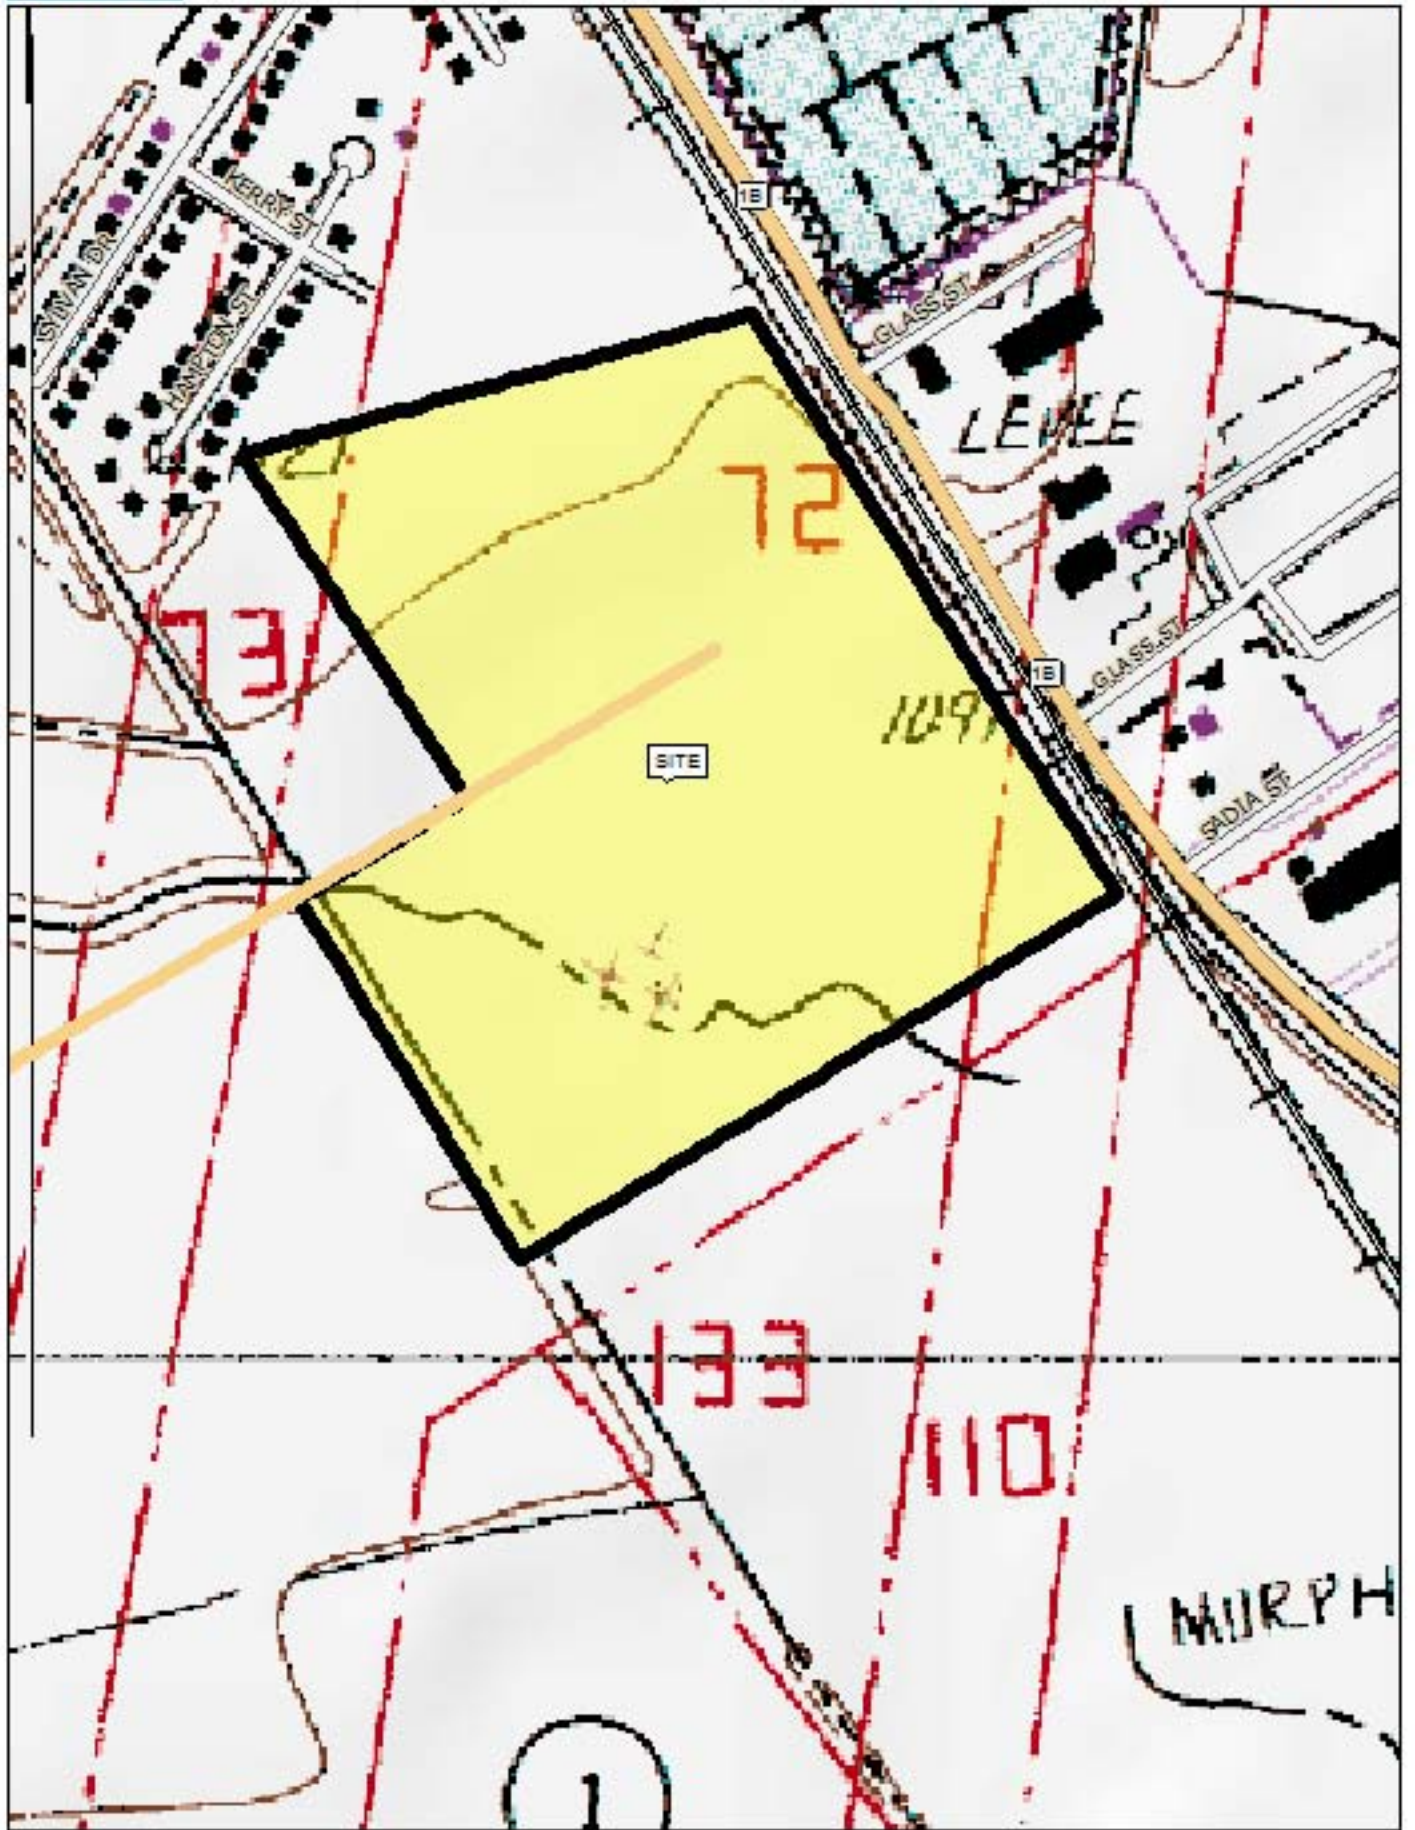 KERRY ST
SYLVAN DR
HAMPTON ST
1B
GLASS ST
LEVEE
72
73
1B
GLASS ST
SITE
SADIA ST
133
110
MURPH
1